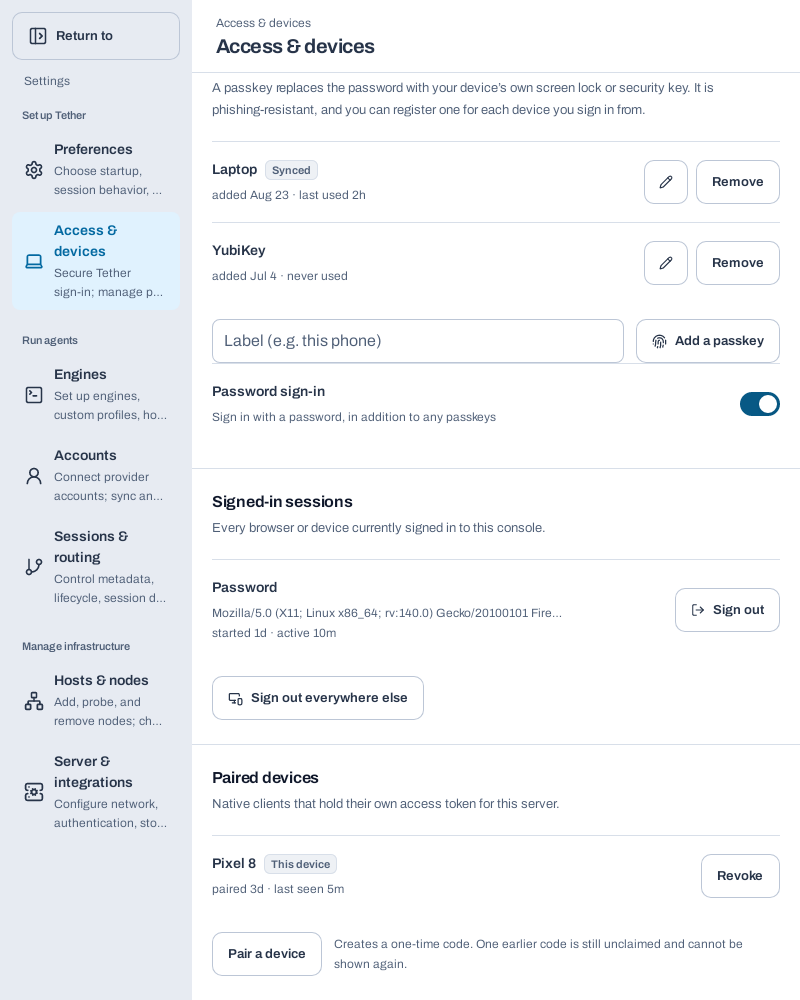 Return to
Settings
Set up Tether
Preferences
Choose startup,
session behavior, ...
Access &
devices
Secure Tether
sign-in; manage p...
Run agents
Engines
Set up engines,
custom profiles, ho...
Accounts
Connect provider
accounts; sync an...
Sessions &
routing
Control metadata,
lifecycle, session d...
Manage infrastructure
Hosts & nodes
Add, probe, and
remove nodes; ch...
Server &
integrations
Configure network,
authentication, sto...
Access & devices
Access & devices
A passkey replaces the password with your device's own screen lock or security key. It is
phishing-resistant, and you can register one for each device you sign in from.
Laptop Synced
added Aug 23 · last used 2h
Remove
YubiKey
added Jul 4 · never used
Remove
Label (e.g. this phone)
Add a passkey
Password sign-in
Sign in with a password, in addition to any passkeys
Signed-in sessions
Every browser or device currently signed in to this console.
Password
Mozilla/5.0 (X11; Linux x86_64; rv:140.0) Gecko/20100101 Fire...
started 1d · active 10m
Sign out
Sign out everywhere else
Paired devices
Native clients that hold their own access token for this server.
Pixel 8 This device
paired 3d · last seen 5m
Revoke
Pair a device
Creates a one-time code. One earlier code is still unclaimed and cannot be
shown again.